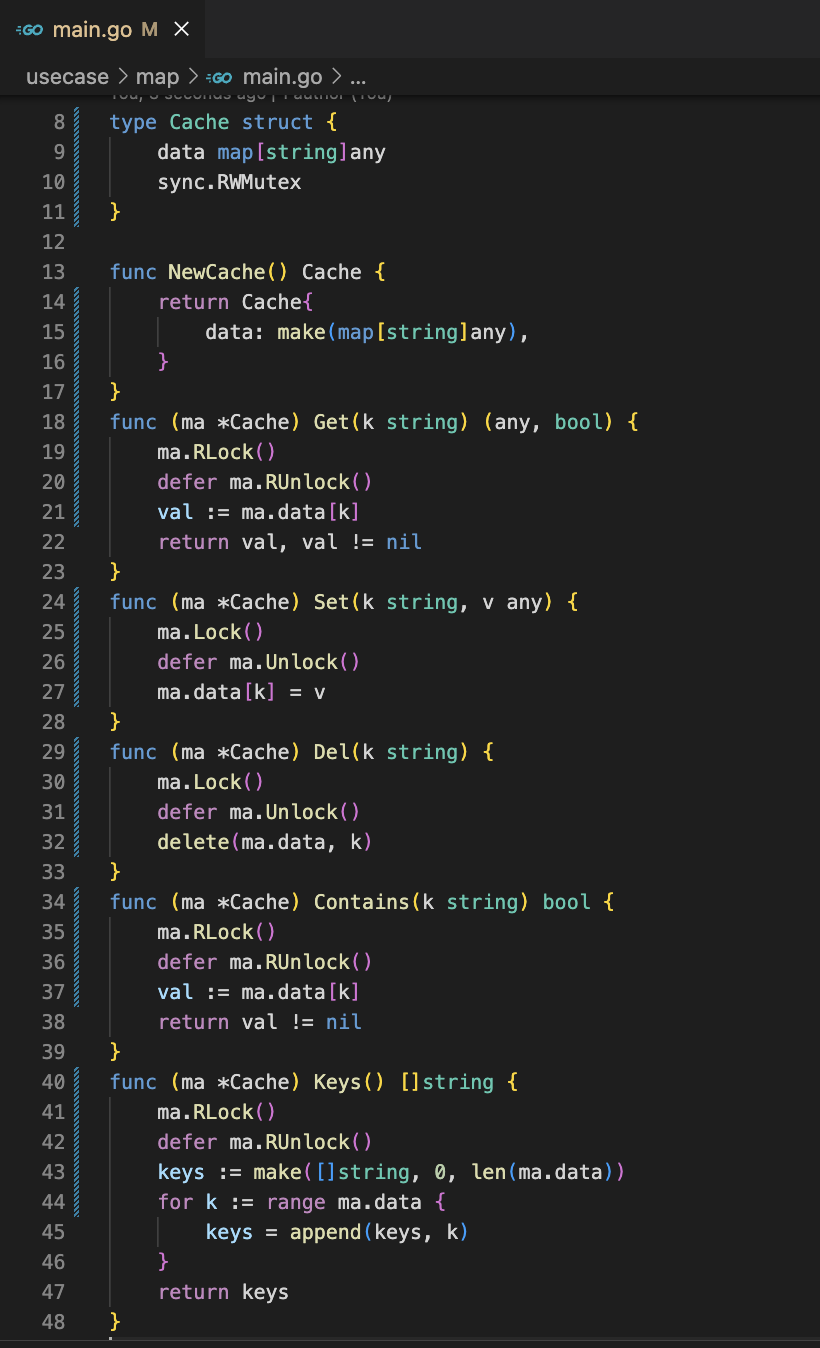 GO main.go M ×
usecase > map > GO main.go > ...
You, 3 seconds ago | 1 author (You)
8 type Cache struct {
9 data map[string]any
10 sync.RWMutex
11 }
12
13 func NewCache() Cache {
14 return Cache{
15 data: make(map[string]any),
16 }
17 }
18 func (ma *Cache) Get(k string) (any, bool) {
19 ma.RLock()
20 defer ma.RUnlock()
21 val := ma.data[k]
22 return val, val != nil
23 }
24 func (ma *Cache) Set(k string, v any) {
25 ma.Lock()
26 defer ma.Unlock()
27 ma.data[k] = v
28 }
29 func (ma *Cache) Del(k string) {
30 ma.Lock()
31 defer ma.Unlock()
32 delete(ma.data, k)
33 }
34 func (ma *Cache) Contains(k string) bool {
35 ma.RLock()
36 defer ma.RUnlock()
37 val := ma.data[k]
38 return val != nil
39 }
40 func (ma *Cache) Keys() []string {
41 ma.RLock()
42 defer ma.RUnlock()
43 keys := make([]string, 0, len(ma.data))
44 for k := range ma.data {
45 keys = append(keys, k)
46 }
47 return keys
48 }